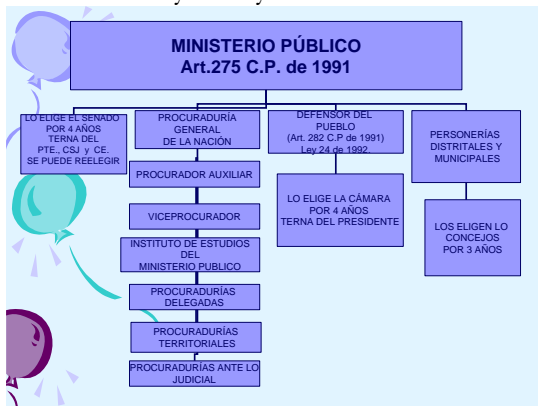 MINISTERIO PÚBLICO
Art.275 C.P. de 1991
LO ELIGE EL SENADO
POR 4 AÑOS
TERNA DEL
PTE., CSJ y CE.
SE PUEDE REELEGIR
PROCURADURÍA
GENERAL
DE LA NACIÓN
PROCURADOR AUXILIAR
VICEPROCURADOR
INSTITUTO DE ESTUDIOS
DEL
MINISTERIO PUBLICO
PROCURADURÍAS
DELEGADAS
PROCURADURÍAS
TERRITORIALES
PROCURADURÍAS ANTE LO
JUDICIAL
DEFENSOR DEL
PUEBLO
(Art. 282 C.P de 1991)
Ley 24 de 1992.
LO ELIGE LA CÁMARA
POR 4 AÑOS
TERNA DEL PRESIDENTE
PERSONERÍAS
DISTRITALES Y
MUNICIPALES
LOS ELIGEN LO
CONCEJOS
POR 3 AÑOS